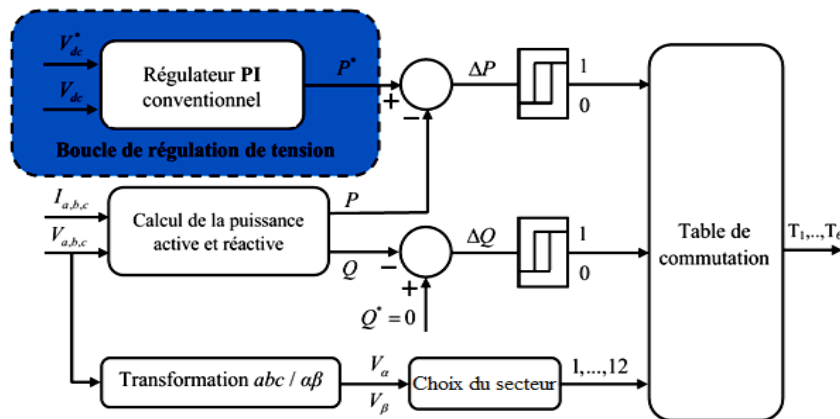 V*dc
Vdc
Régulateur PI
conventionnel
P*
+
−
ΔP
1
0
Boucle de régulation de tension
Ia,b,c
Va,b,c
Calcul de la puissance
active et réactive
P
Q
−
+
ΔQ
1
0
Q* = 0
Table de
commutation
T1,..,T6
Transformation abc / αβ
Vα
Vβ
Choix du secteur
1,...,12